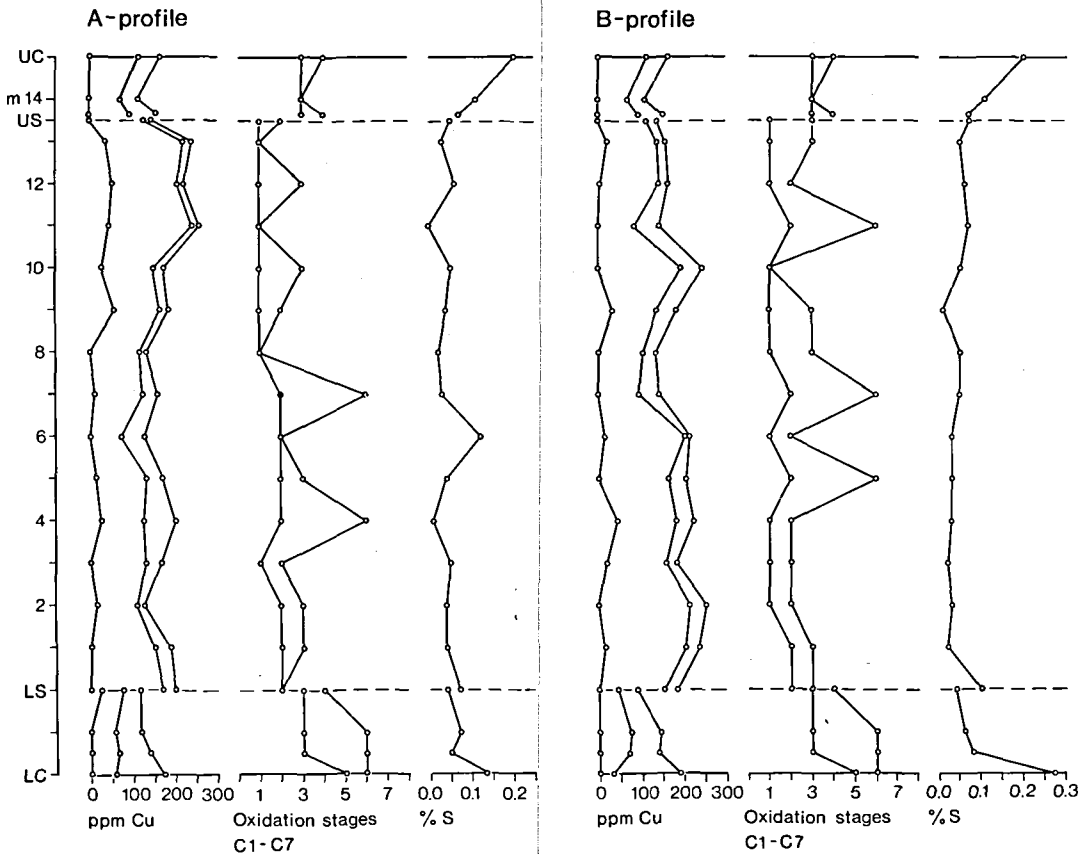 A-profile
B-profile
UC
m 14
US
12
10
8
6
4
2
LS
LC
0 100 200 300
1 3 5 7
0.0 0.1 0.2
ppm Cu
Oxidation stages
C1-C7
% S
0 100 200 300
1 3 5 7
0.0 0.1 0.2 0.3
ppm Cu
Oxidation stages
C1-C7
% S